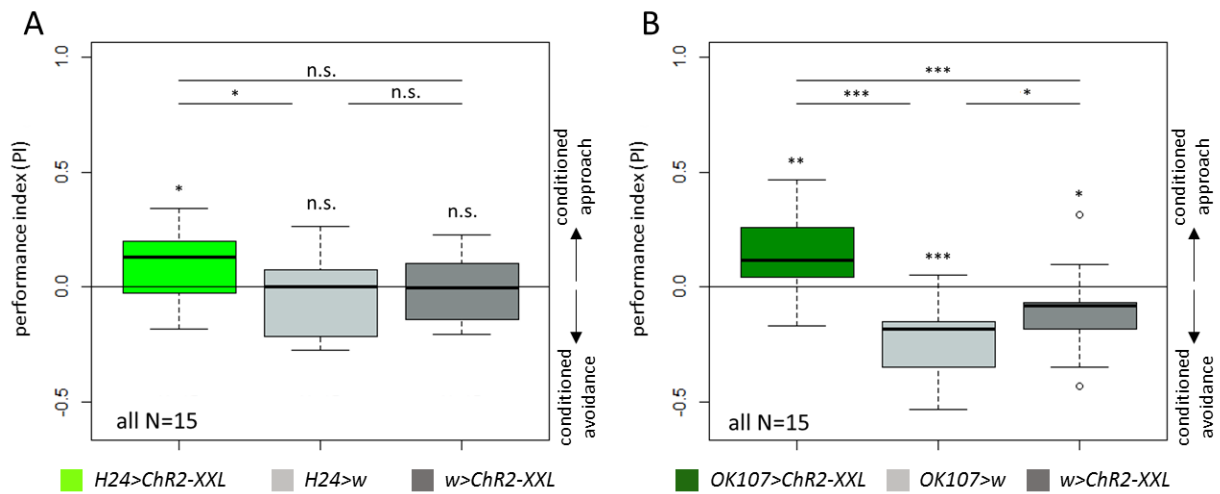 A
performance index (PI)
1.0
0.5
0.0
-0.5
n.s.
* n.s.
*
n.s.
n.s.
all N=15
conditioned
approach
conditioned
avoidance
H24>ChR2-XXL H24>w w>ChR2-XXL
B
performance index (PI)
1.0
0.5
0.0
-0.5
***
*** *
**
***
*
all N=15
conditioned
approach
conditioned
avoidance
OK107>ChR2-XXL OK107>w w>ChR2-XXL